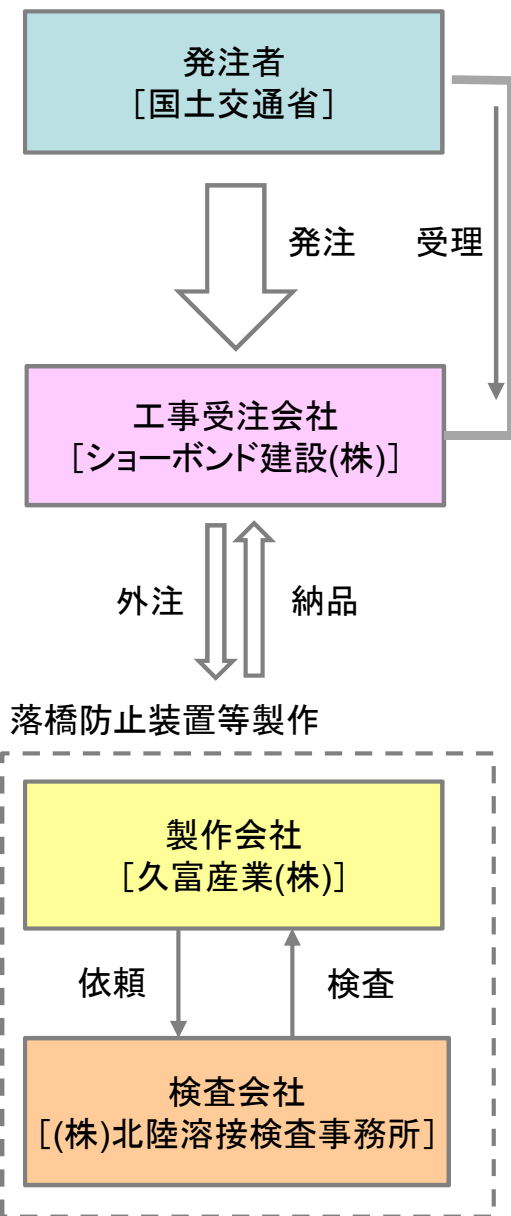 発注者
[国土交通省]
発注
受理
工事受注会社
[ショーボンド建設(株)]
外注
納品
落橋防止装置等製作
製作会社
[久富産業(株)]
依頼
検査
検査会社
[(株)北陸溶接検査事務所]